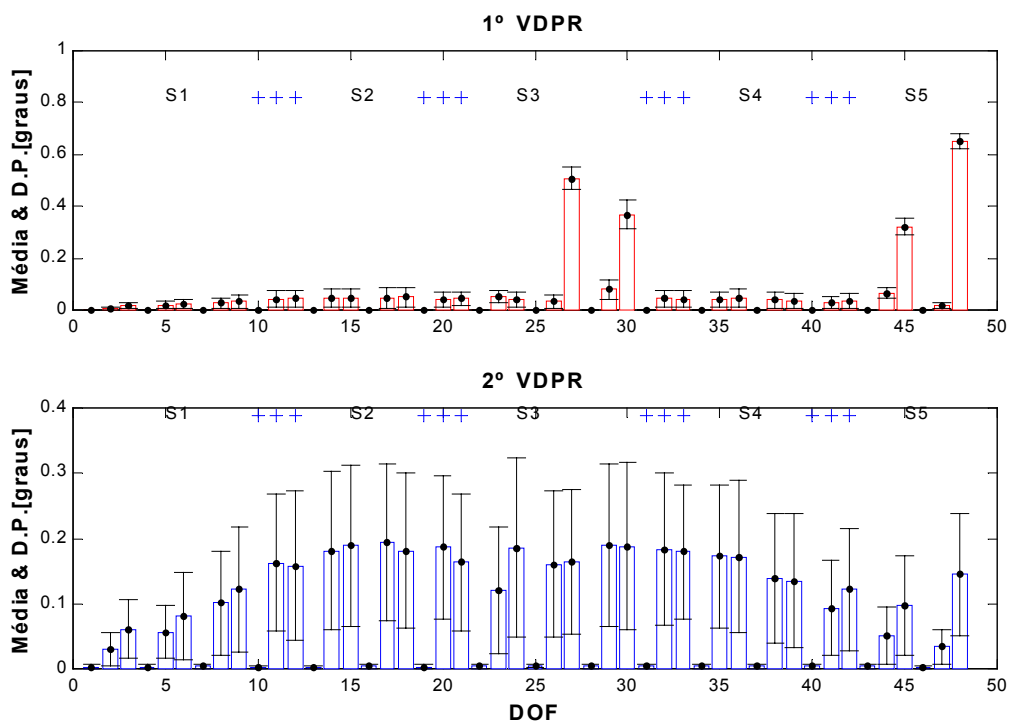 1º VDPR
Média & D.P.[graus]
1
0.8
0.6
0.4
0.2
0
S1 + + + S2 + + + S3 + + + S4 + + + S5
0 5 10 15 20 25 30 35 40 45 50
2º VDPR
Média & D.P.[graus]
0.4
0.3
0.2
0.1
0
S1 + + + S2 + + + S3 + + + S4 + + + S5
0 5 10 15 20 25 30 35 40 45 50
DOF